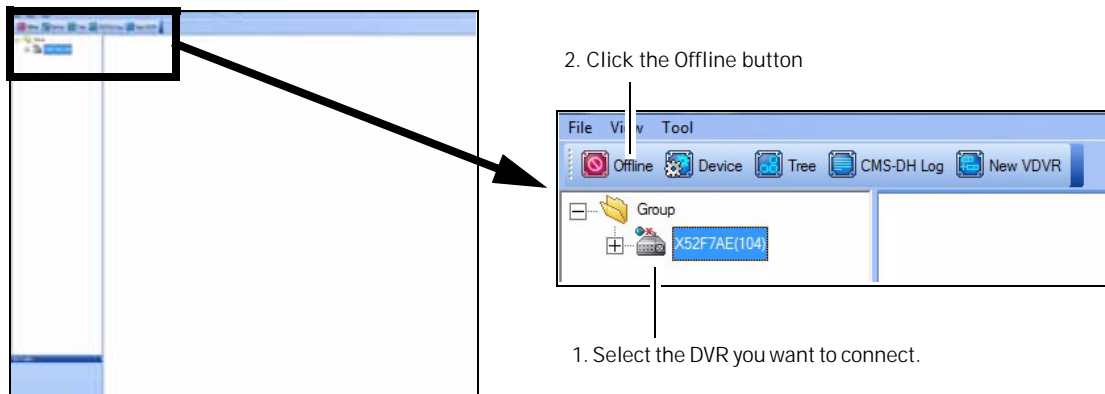 2. Click the Offline button
File View Tool
Offline Device Tree CMS-DH Log New VDVR
Group
X52F7AE(104)
1. Select the DVR you want to connect.